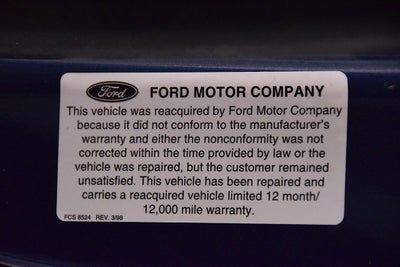 Ford FORD MOTOR COMPANY
This vehicle was reacquired by Ford Motor Company
because it did not conform to the manufacturer's
warranty and either the nonconformity was not
corrected within the time provided by law or the
vehicle was repaired, but the customer remained
unsatisfied. This vehicle has been repaired and
carries a reacquired vehicle limited 12 month/
12,000 mile warranty.
FCS 8524 REV. 3/98